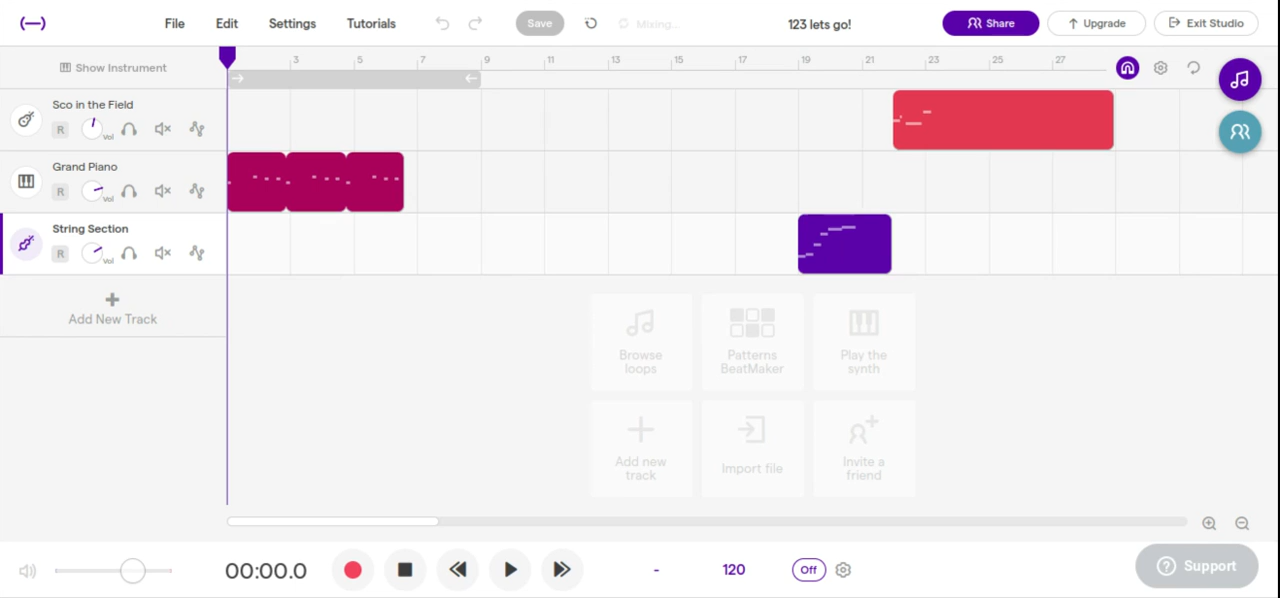 File Edit Settings Tutorials Save Mixing... 123 lets go! Share Upgrade Exit Studio
Show Instrument 3 5 7 9 11 13 15 17 19 21 23 25 27
Sco in the Field
R Vol
Grand Piano
R Vol
String Section
R Vol
Add New Track
Browse
loops
Patterns
BeatMaker
Play the
synth
Add new
track
Import file
Invite a
friend
00:00.0 - 120 Off Support